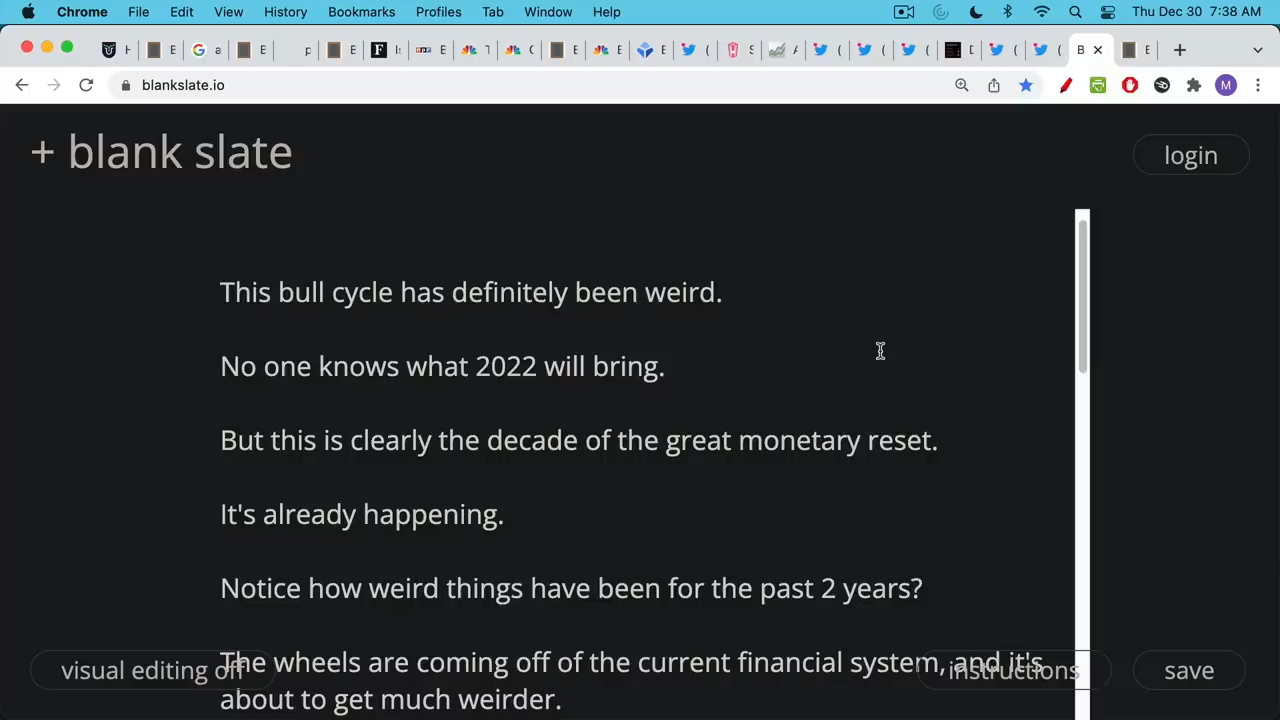 Chrome File Edit View History Bookmarks Profiles Tab Window Help Thu Dec 30 7:38 AM
B
blankslate.io
M
+ blank slate
login
This bull cycle has definitely been weird.
No one knows what 2022 will bring.
But this is clearly the decade of the great monetary reset.
It's already happening.
Notice how weird things have been for the past 2 years?
The wheels are coming off of the current financial system, and it's
about to get much weirder.
visual editing off
instructions
save